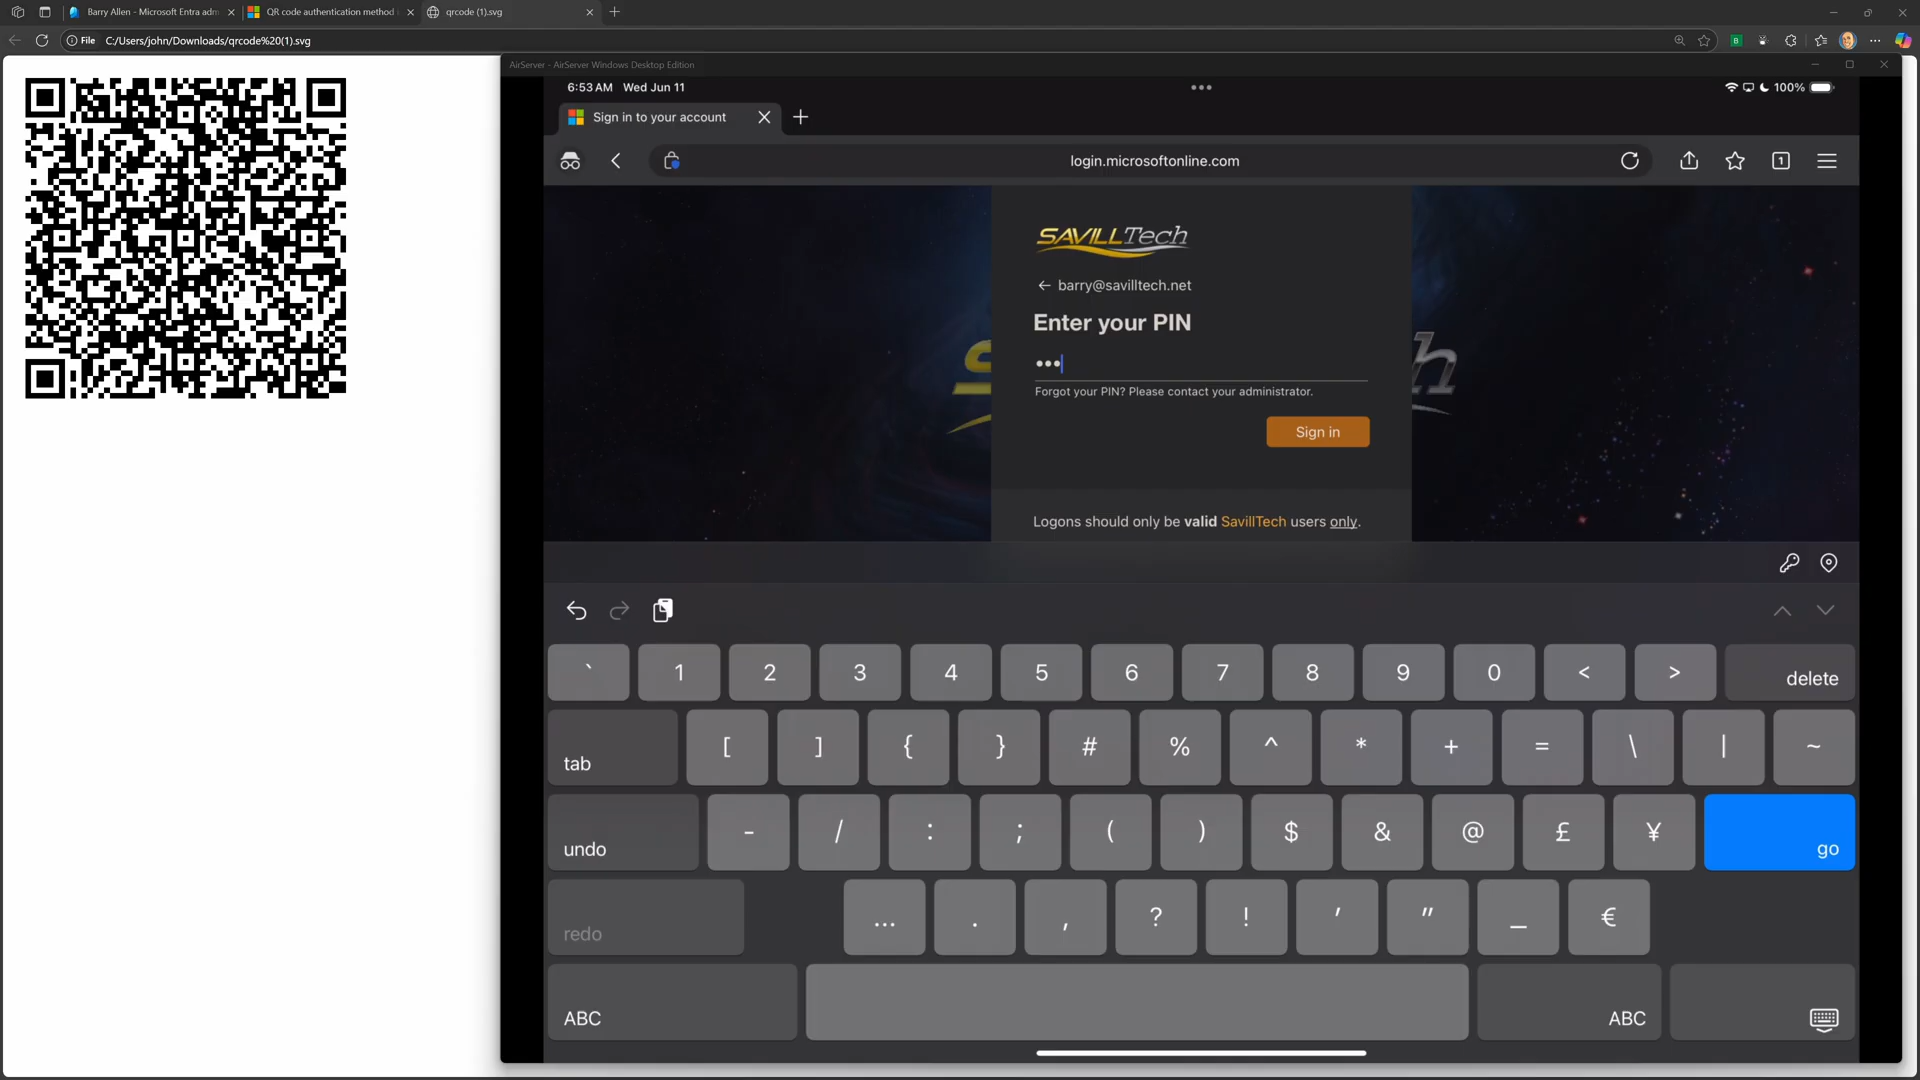 Barry Allen - Microsoft Entra adm
QR code authentication method
qrcode (1).svg
File
C:/Users/john/Downloads/qrcode%20(1).svg
B
AirServer - AirServer Windows Desktop Edition
6:53 AM Wed Jun 11
100%
Sign in to your account
login.microsoftonline.com
1
SAVILLTech
barry@savilltech.net
Enter your PIN
Forgot your PIN? Please contact your administrator.
Sign in
S
h
Logons should only be valid SavillTech users only.
` 1 2 3 4 5 6 7 8 9 0 < > delete
tab [ ] { } # % ^ * + = \ | ~
undo - / : ; ( ) $ & @ £ ¥ go
redo ... . , ? ! ' " _ €
ABC ABC